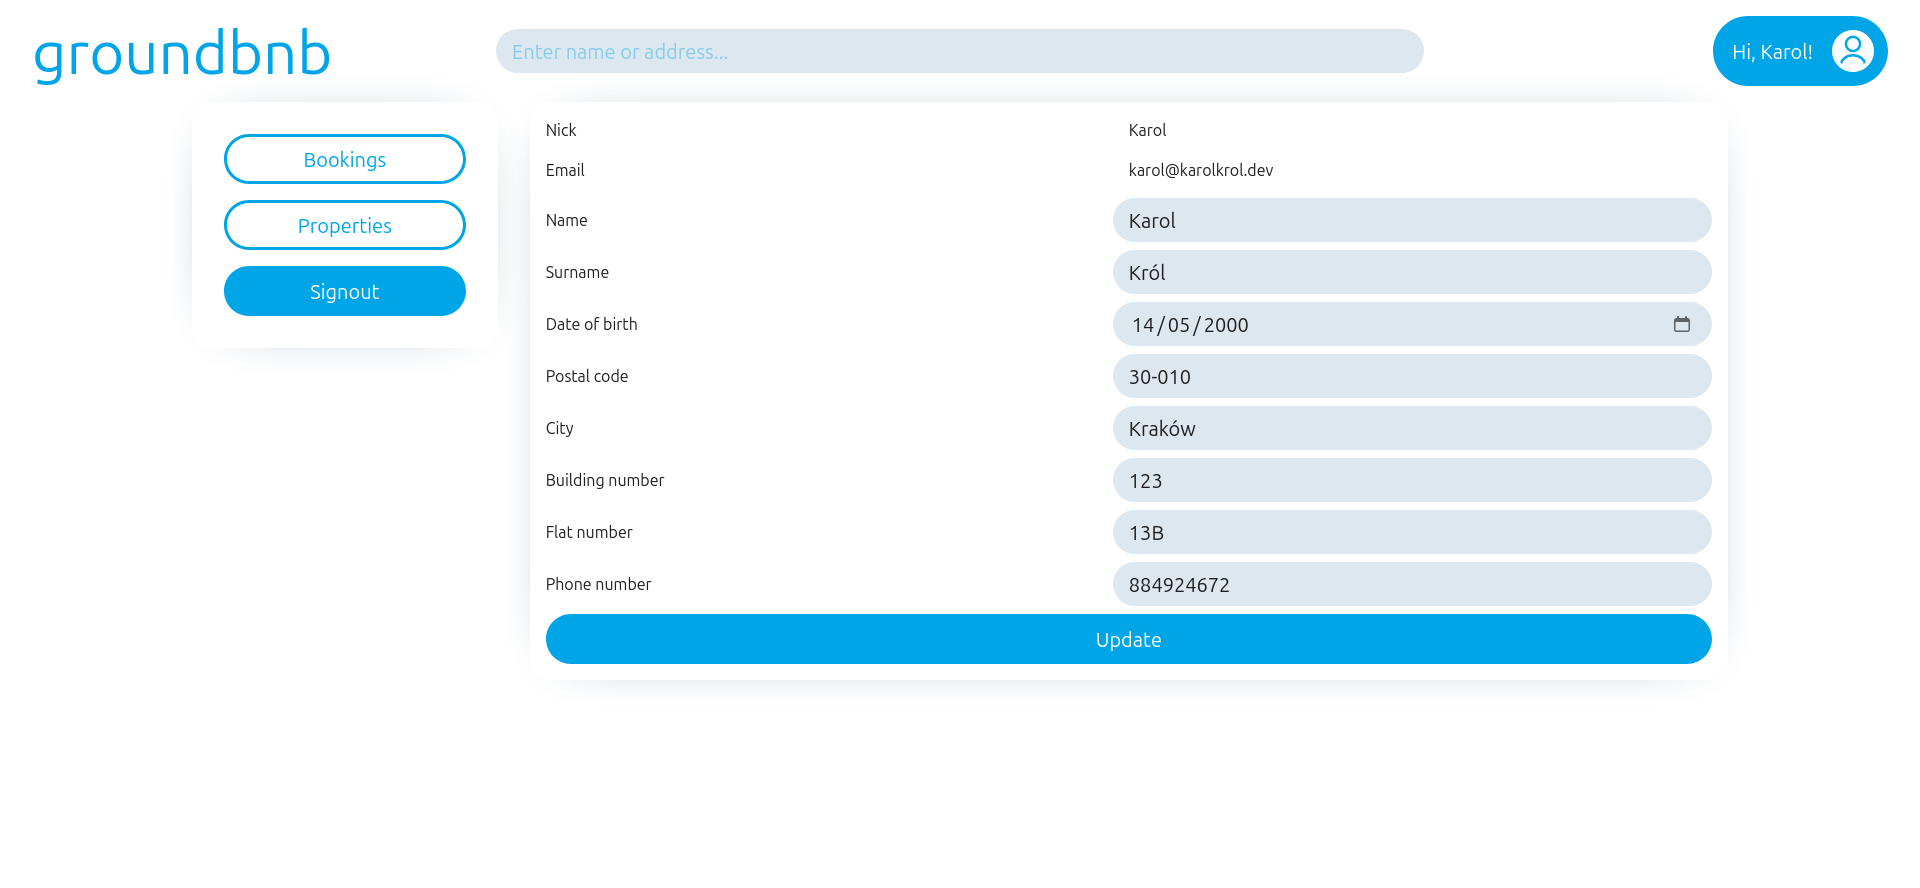 groundbnb
Enter name or address...
Hi, Karol!
Bookings
Properties
Signout
Nick Karol
Email karol@karolkrol.dev
Name Karol
Surname Król
Date of birth 14/05/2000
Postal code 30-010
City Kraków
Building number 123
Flat number 13B
Phone number 884924672
Update